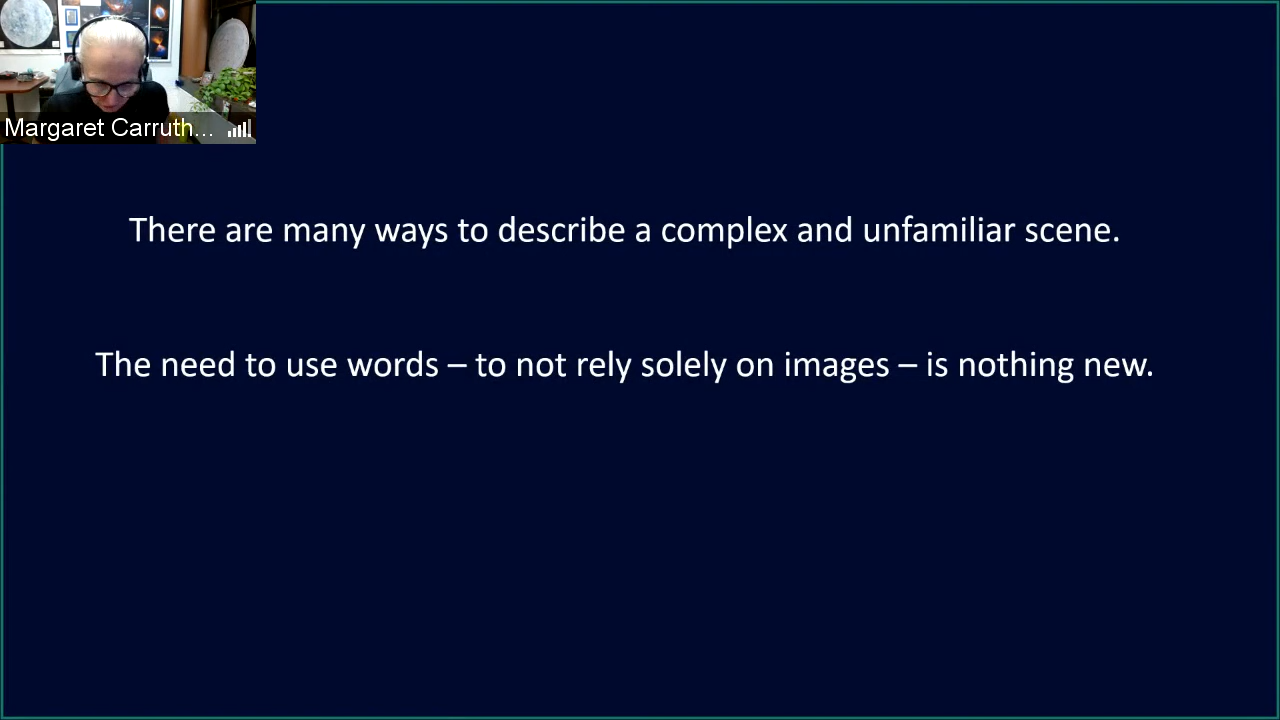 Margaret Carruth...
There are many ways to describe a complex and unfamiliar scene.
The need to use words – to not rely solely on images – is nothing new.